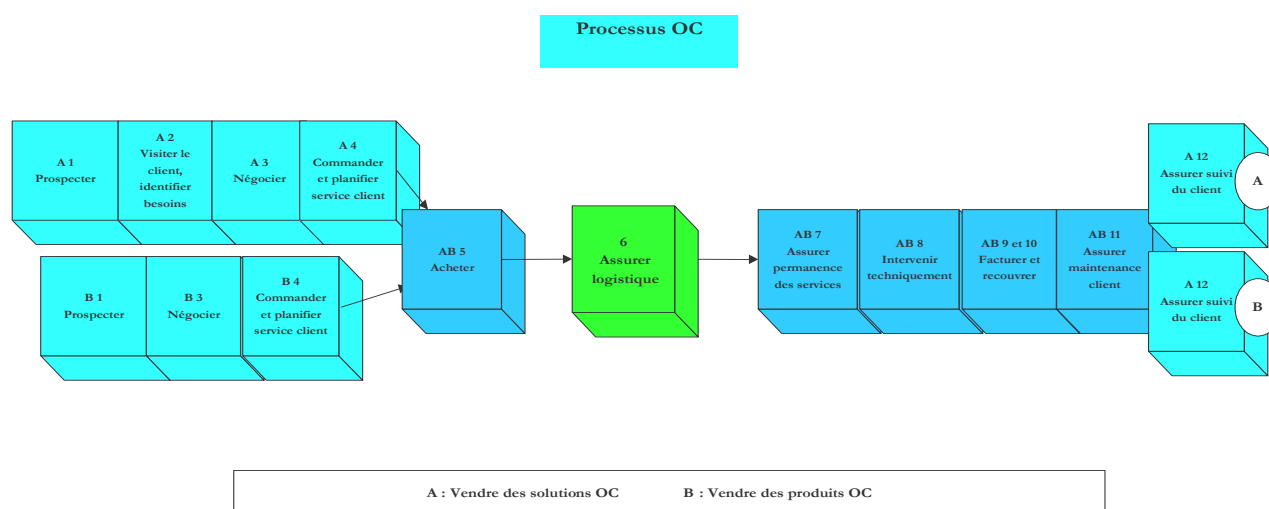 Processus OC
A 1
Prospecter
A 2
Visiter le
client,
identifier
besoins
A 3
Négocier
A 4
Commander
et planifier
service client
B 1
Prospecter
B 3
Négocier
B 4
Commander
et planifier
service client
AB 5
Acheter
6
Assurer
logistique
AB 7
Assurer
permanence
des services
AB 8
Intervenir
techniquement
AB 9 et 10
Facturer et
recouvrer
AB 11
Assurer
maintenance
client
A 12
Assurer suivi
du client
A
A 12
Assurer suivi
du client
B
A : Vendre des solutions OC B : Vendre des produits OC